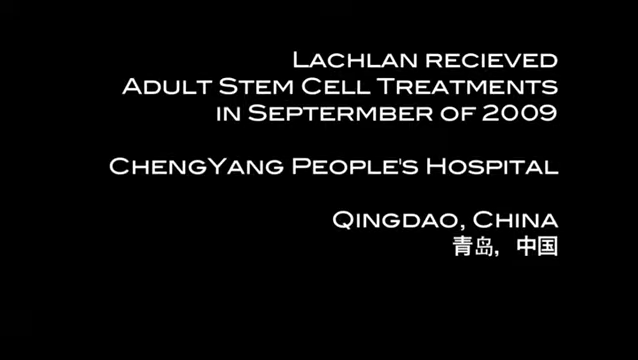 Lachlan recieved
Adult Stem Cell Treatments
in Septermber of 2009
ChengYang People's Hospital
Qingdao, China
青岛，中国